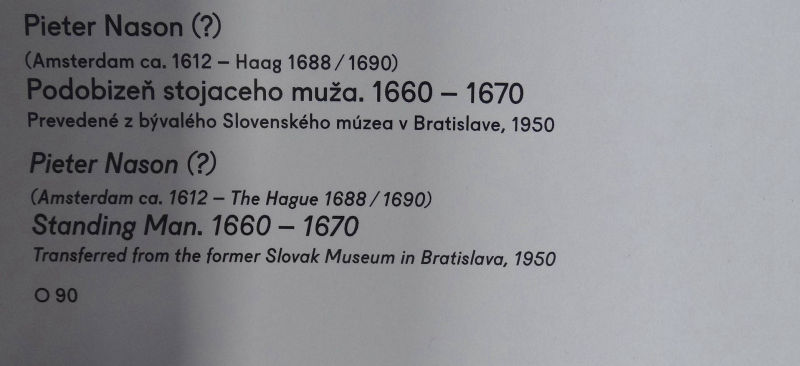 Pieter Nason (?)
(Amsterdam ca. 1612 – Haag 1688 / 1690)
Podobizeň stojaceho muža. 1660 – 1670
Prevedené z bývalého Slovenského múzea v Bratislave, 1950
Pieter Nason (?)
(Amsterdam ca. 1612 – The Hague 1688 / 1690)
Standing Man. 1660 – 1670
Transferred from the former Slovak Museum in Bratislava, 1950
O 90